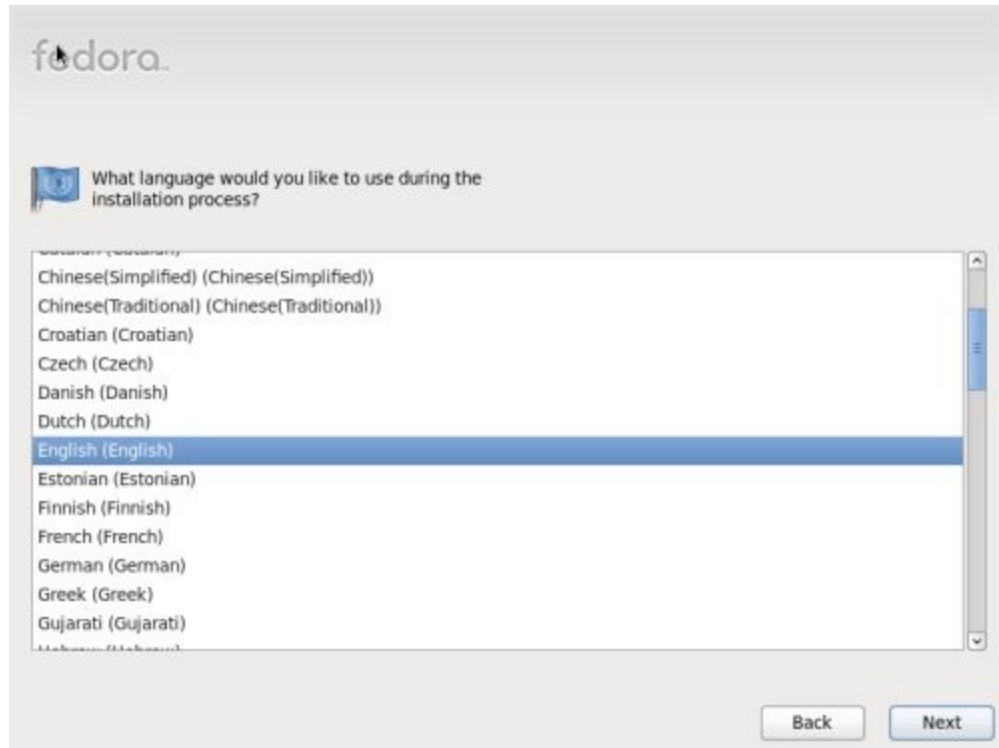 fedora
What language would you like to use during the
installation process?
Chinese(Simplified) (Chinese(Simplified))
Chinese(Traditional) (Chinese(Traditional))
Croatian (Croatian)
Czech (Czech)
Danish (Danish)
Dutch (Dutch)
English (English)
Estonian (Estonian)
Finnish (Finnish)
French (French)
German (German)
Greek (Greek)
Gujarati (Gujarati)
Back
Next